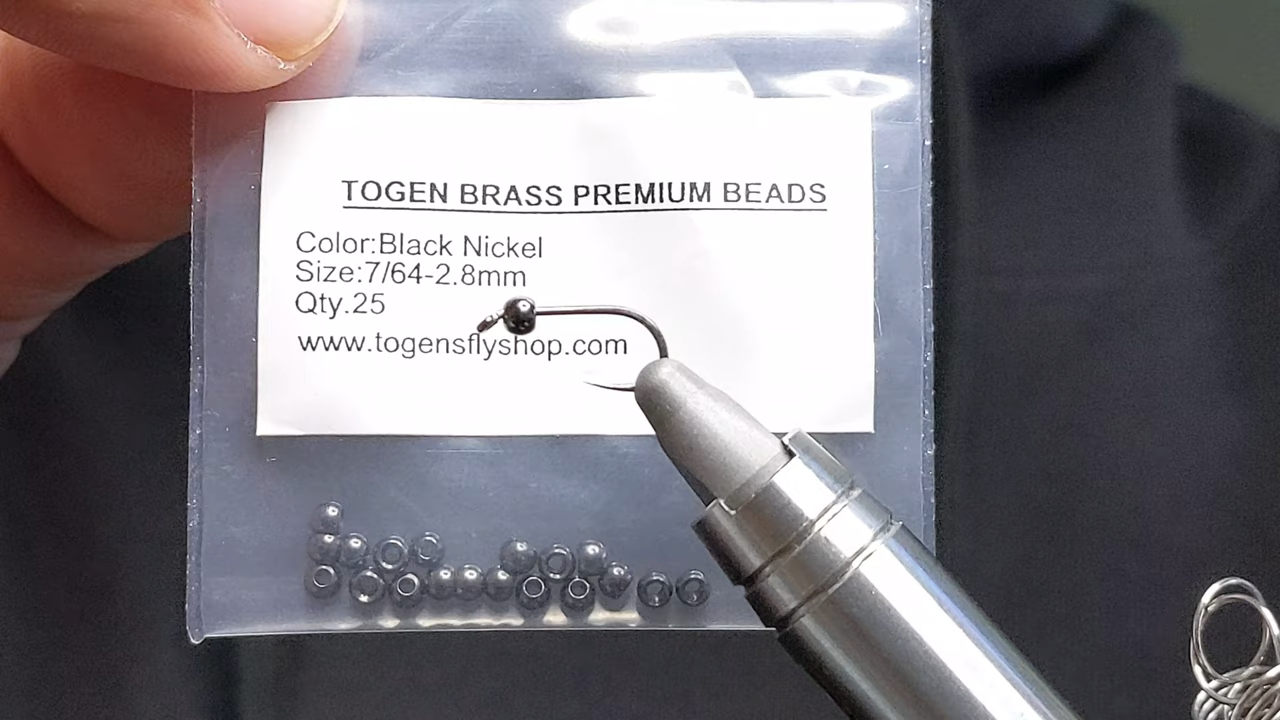 TOGEN BRASS PREMIUM BEADS
Color:Black Nickel
Size:7/64-2.8mm
Qty.25
www.togensflyshop.com